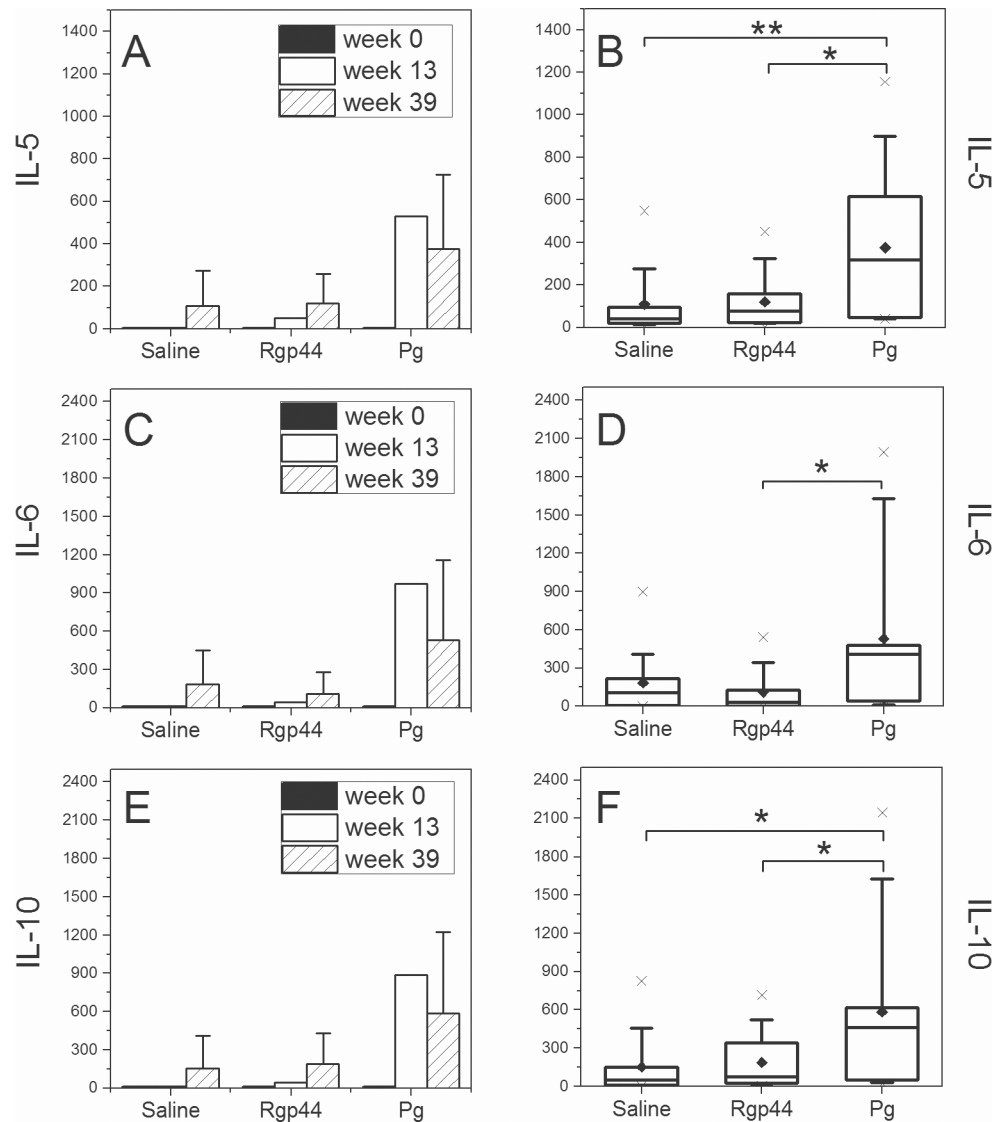 A
week 0
week 13
week 39
IL-5
1400
1200
1000
800
600
400
200
0
Saline Rgp44 Pg
B
**
*
1400
1200
1000
800
600
400
200
0
Saline Rgp44 Pg
IL-5
C
week 0
week 13
week 39
IL-6
2400
2100
1800
1500
1200
900
600
300
0
Saline Rgp44 Pg
D
*
2400
2100
1800
1500
1200
900
600
300
0
Saline Rgp44 Pg
IL-6
E
week 0
week 13
week 39
IL-10
2400
2100
1800
1500
1200
900
600
300
0
Saline Rgp44 Pg
F
*
*
2400
2100
1800
1500
1200
900
600
300
0
Saline Rgp44 Pg
IL-10